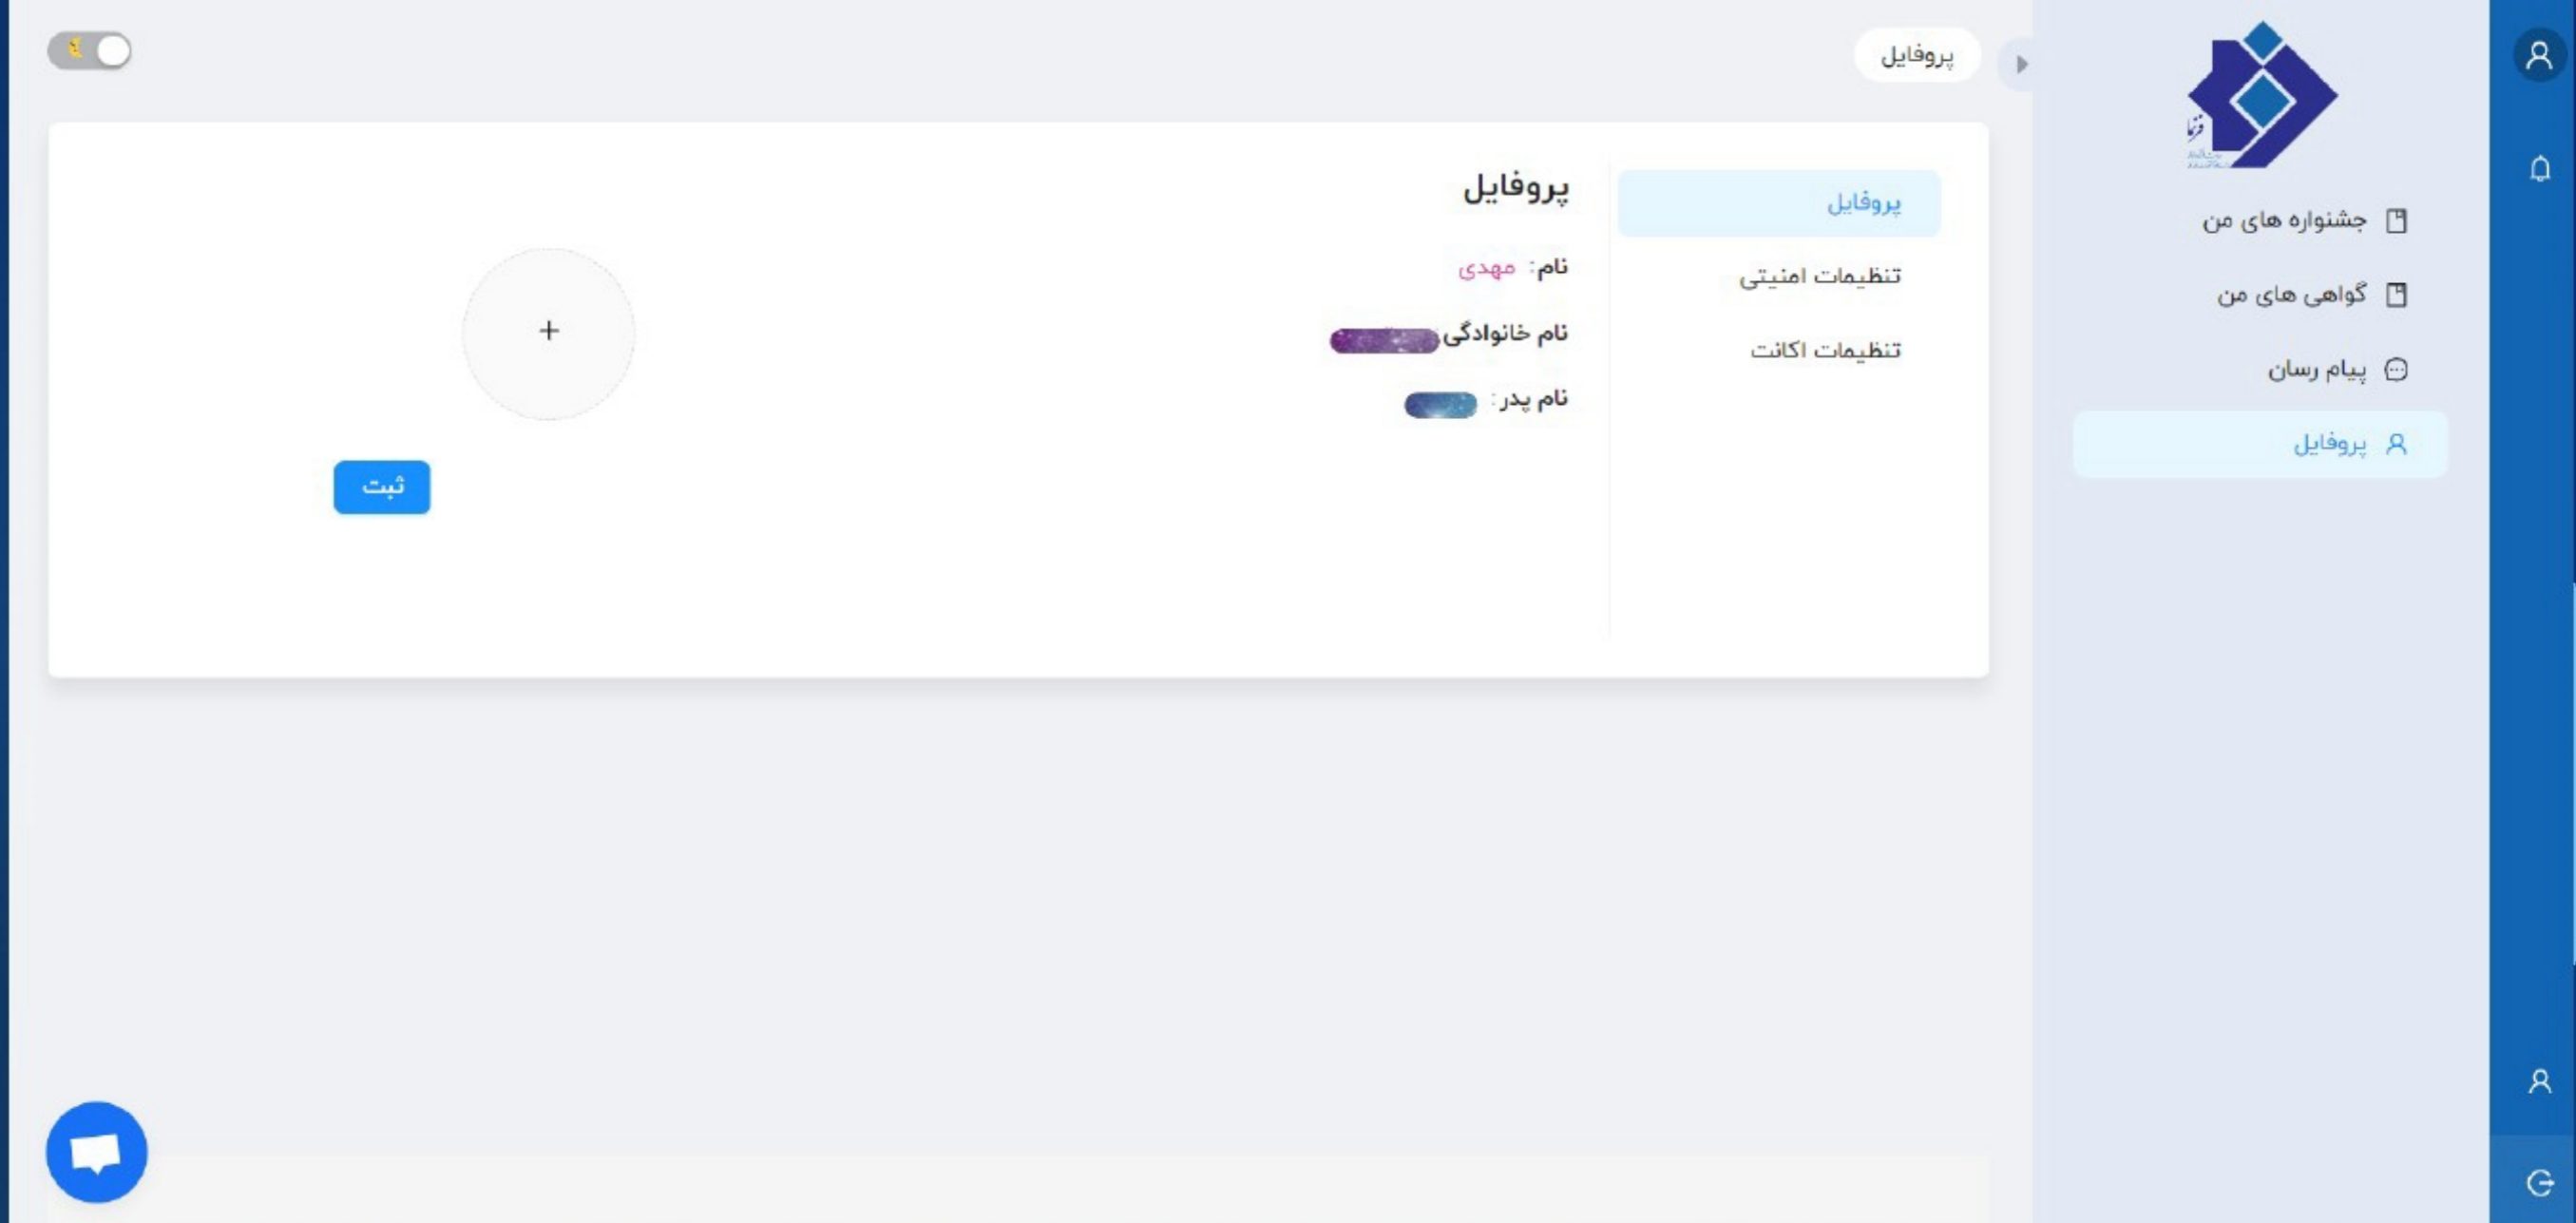 فزما
جشنواره های من
گواهی های من
پیام رسان
پروفایل
پروفایل
پروفایل
تنظیمات امنیتی
تنظیمات اکانت
پروفایل
نام: مهدی
نام خانوادگی
نام پدر:
ثبت